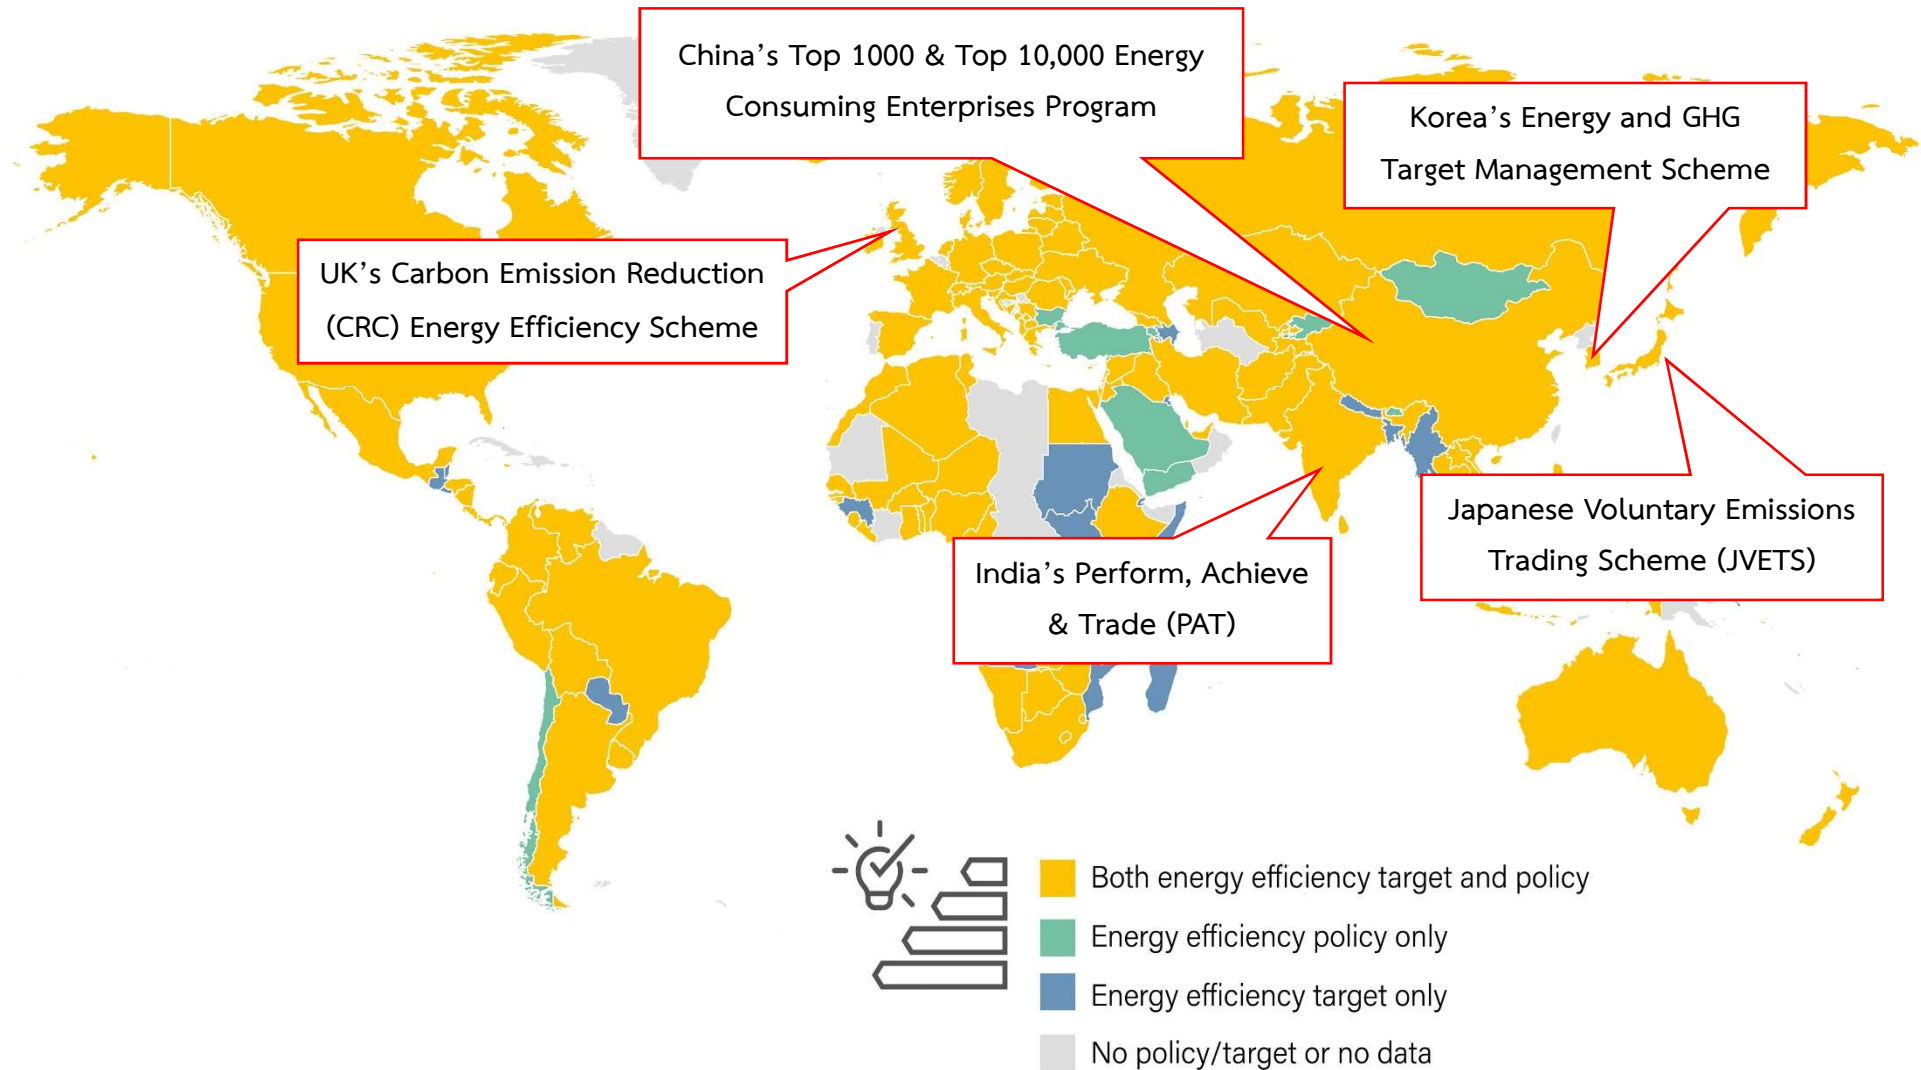 China’s Top 1000 & Top 10,000 Energy
Consuming Enterprises Program
Korea’s Energy and GHG
Target Management Scheme
UK’s Carbon Emission Reduction
(CRC) Energy Efficiency Scheme
Japanese Voluntary Emissions
Trading Scheme (JVETS)
India’s Perform, Achieve
& Trade (PAT)
Both energy efficiency target and policy
Energy efficiency policy only
Energy efficiency target only
No policy/target or no data